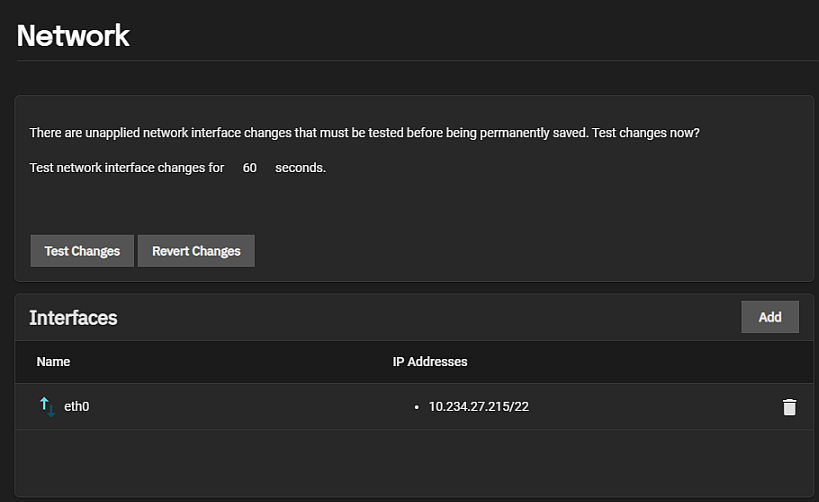 Network
There are unapplied network interface changes that must be tested before being permanently saved. Test changes now?
Test network interface changes for 60 seconds.
Test Changes Revert Changes
Interfaces Add
Name IP Addresses
eth0 • 10.234.27.215/22